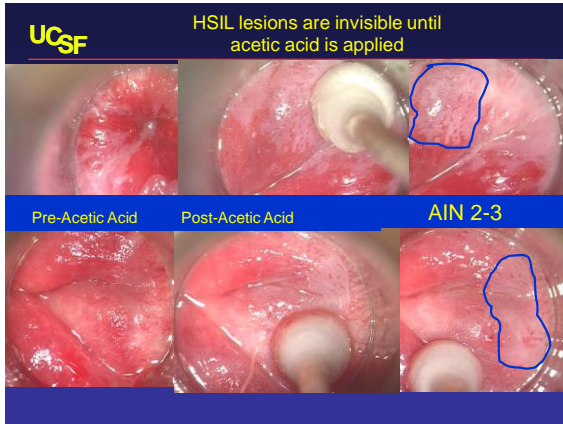 UCSF
HSIL lesions are invisible until
acetic acid is applied
Pre-Acetic Acid
Post-Acetic Acid
AIN 2-3